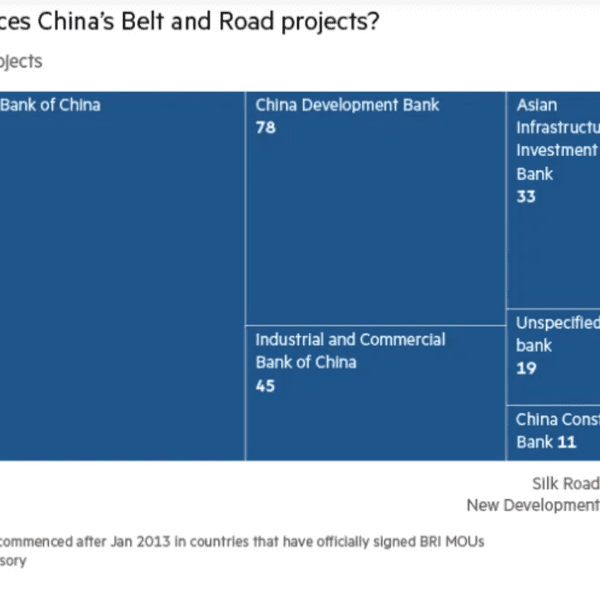 ces China's Belt and Road projects?
ojects
Bank of China
China Development Bank
78
Industrial and Commercial
Bank of China
45
Asian
Infrastructu
Investment
Bank
33
Unspecified
bank
19
China Const
Bank 11
Silk Road
New Development
commenced after Jan 2013 in countries that have officially signed BRI MOUs
sory